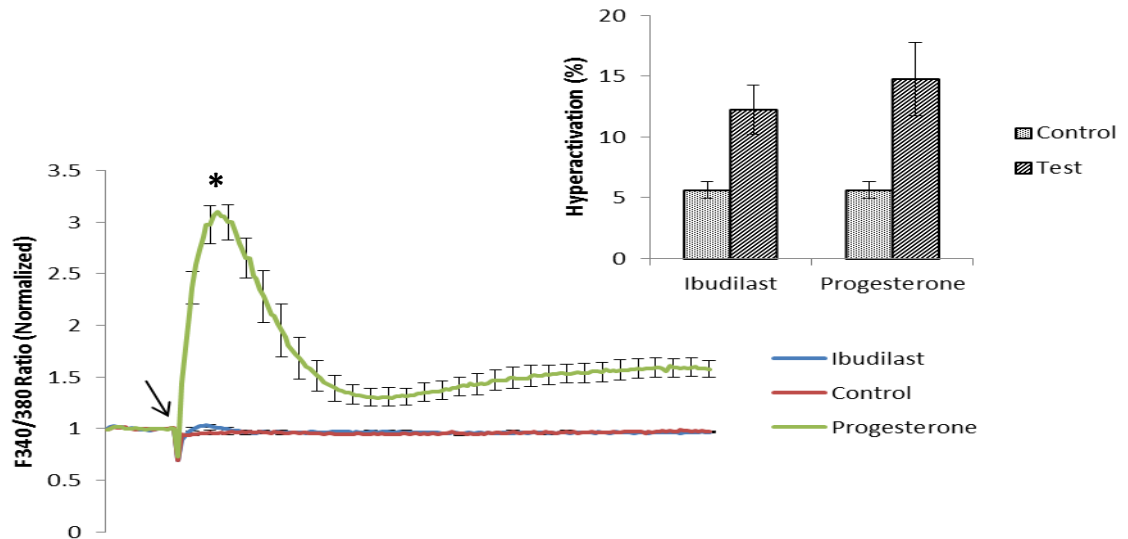 20
15
10
5
0
Hyperactivation (%)
Ibudilast Progesterone
Control
Test
3.5
3
2.5
2
1.5
1
0.5
0
F340/380 Ratio (Normalized)
*
Ibudilast
Control
Progesterone